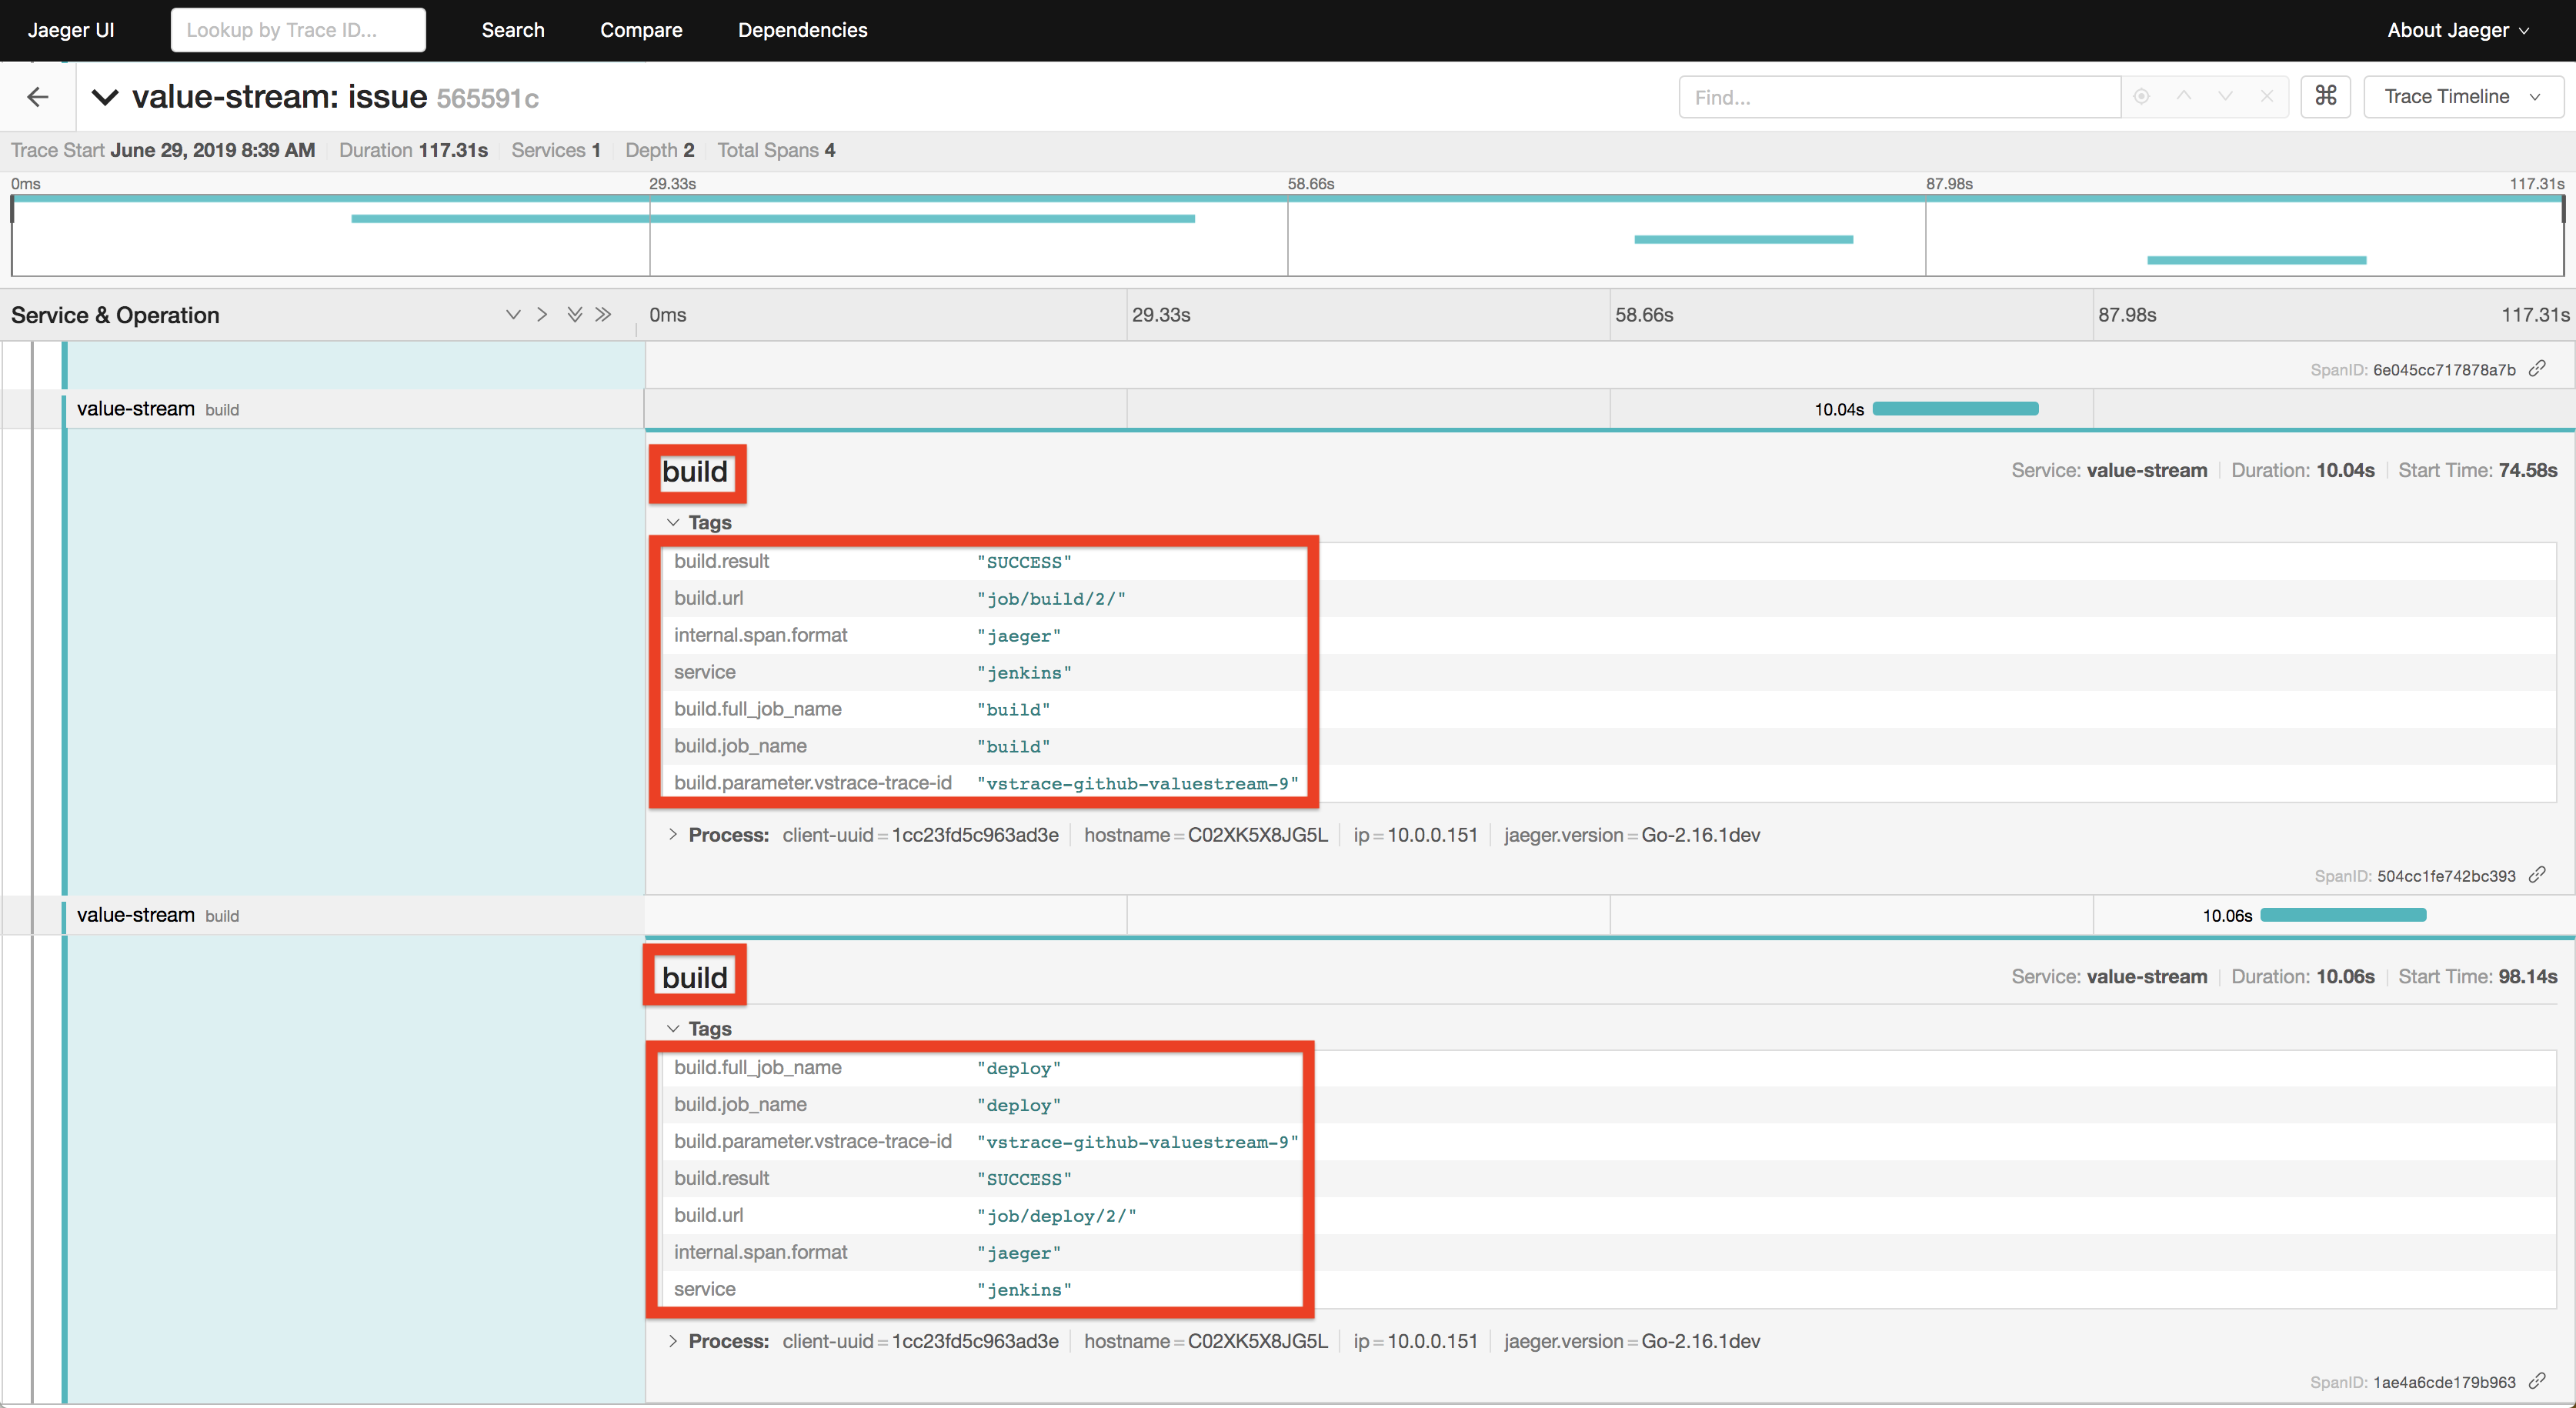 Jaeger UI Lookup by Trace ID... Search Compare Dependencies About Jaeger
value-stream: issue 565591c Find... ⌘ Trace Timeline
Trace Start June 29, 2019 8:39 AM Duration 117.31s Services 1 Depth 2 Total Spans 4
0ms 29.33s 58.66s 87.98s 117.31s
Service & Operation 0ms 29.33s 58.66s 87.98s 117.31s
SpanID: 6e045cc717878a7b
value-stream build 10.04s
build Service: value-stream Duration: 10.04s Start Time: 74.58s
Tags
build.result "SUCCESS"
build.url "job/build/2/"
internal.span.format "jaeger"
service "jenkins"
build.full_job_name "build"
build.job_name "build"
build.parameter.vstrace-trace-id "vstrace-github-valuestream-9"
Process: client-uuid = 1cc23fd5c963ad3e hostname = C02XK5X8JG5L ip = 10.0.0.151 jaeger.version = Go-2.16.1dev
SpanID: 504cc1fe742bc393
value-stream build 10.06s
build Service: value-stream Duration: 10.06s Start Time: 98.14s
Tags
build.full_job_name "deploy"
build.job_name "deploy"
build.parameter.vstrace-trace-id "vstrace-github-valuestream-9"
build.result "SUCCESS"
build.url "job/deploy/2/"
internal.span.format "jaeger"
service "jenkins"
Process: client-uuid = 1cc23fd5c963ad3e hostname = C02XK5X8JG5L ip = 10.0.0.151 jaeger.version = Go-2.16.1dev
SpanID: 1ae4a6cde179b963